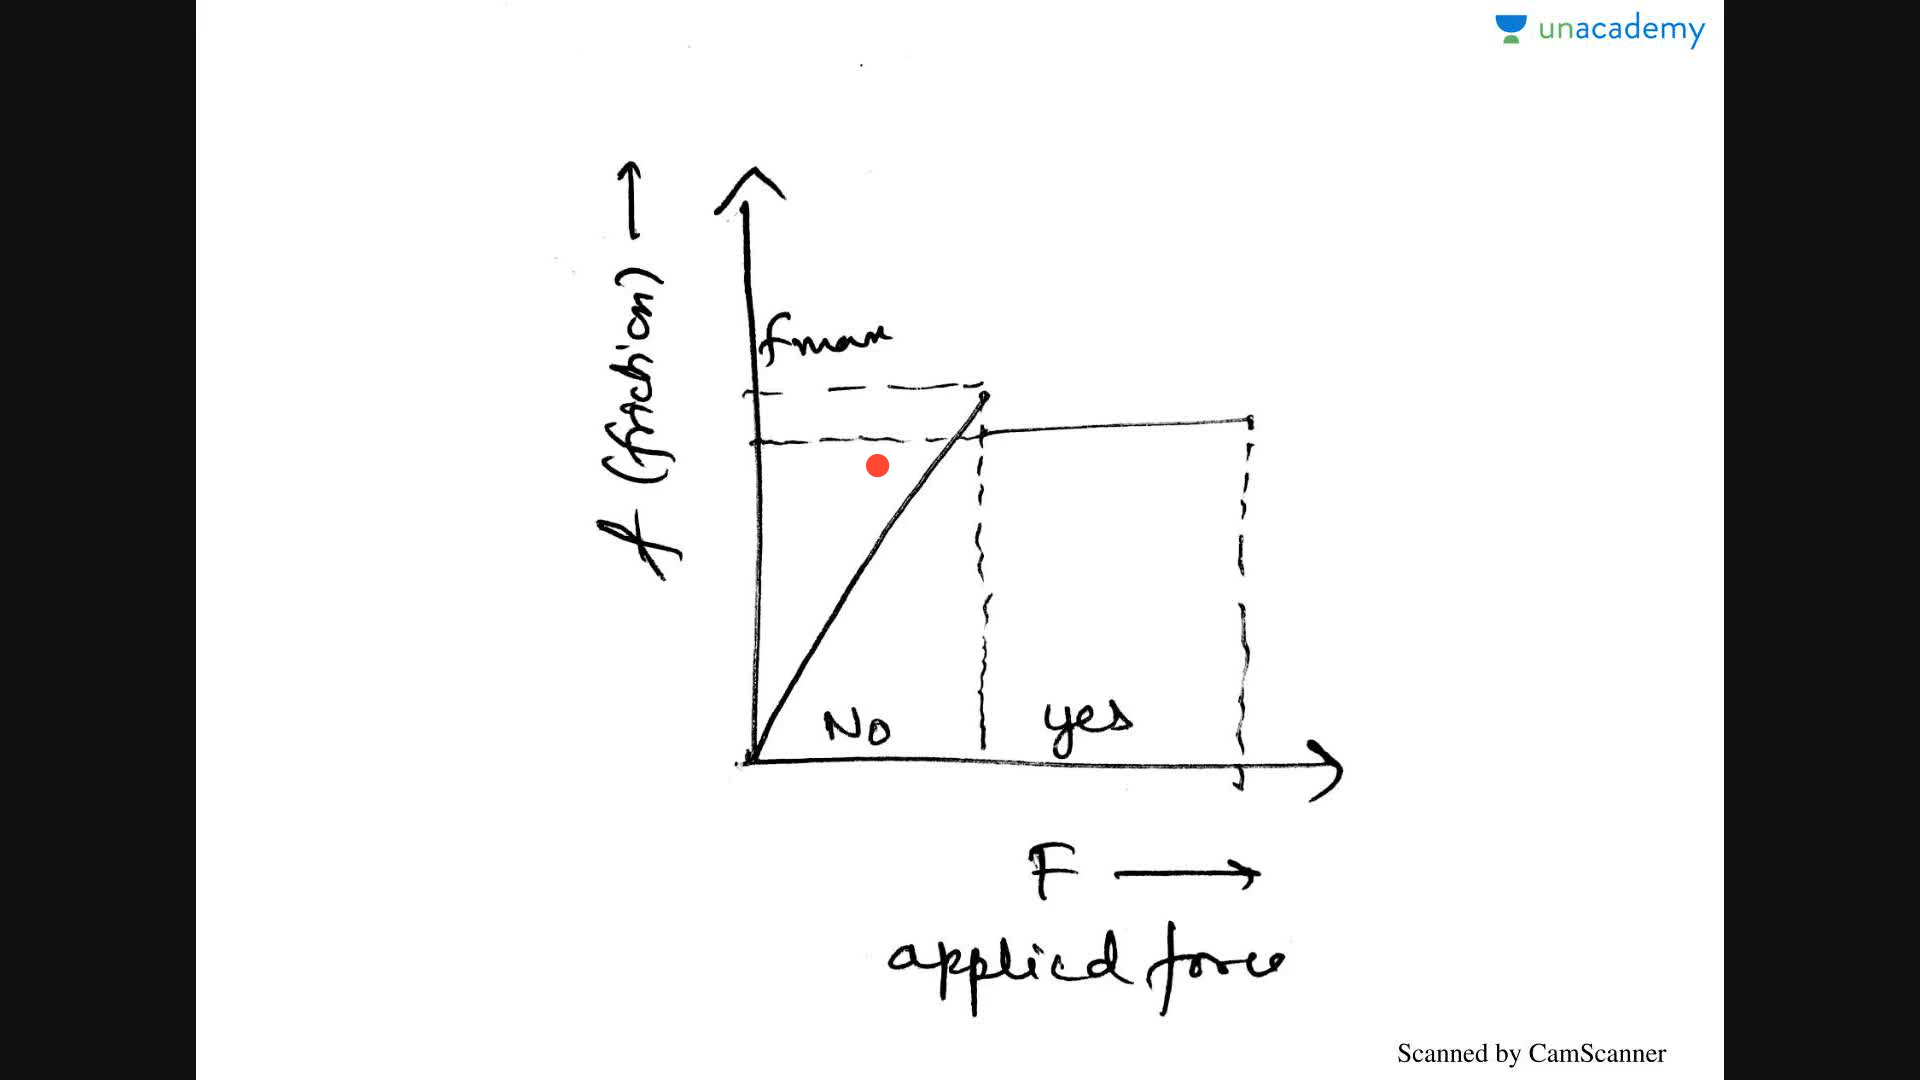 unacademy
f (friction)
fmax
No
yes
F
applied force
Scanned by CamScanner